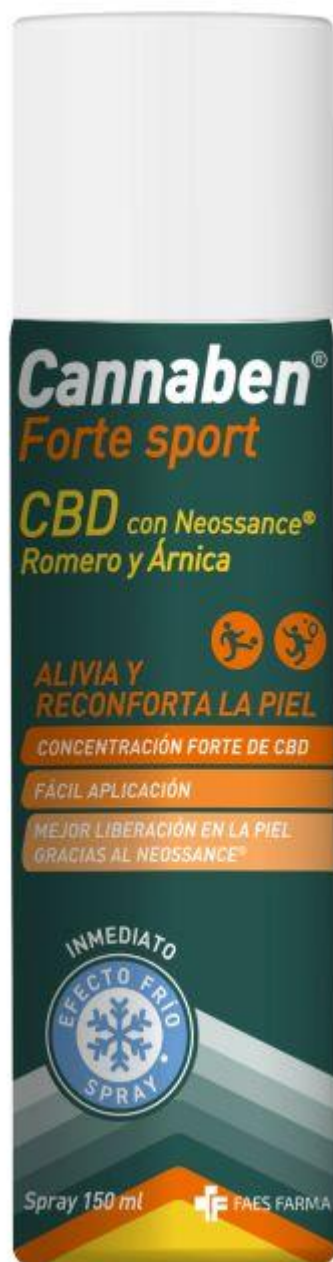 Cannaben®
Forte sport
CBD con Neossance®
Romero y Árnica
ALIVIA Y
RECONFORTA LA PIEL
CONCENTRACIÓN FORTE DE CBD
FÁCIL APLICACIÓN
MEJOR LIBERACIÓN EN LA PIEL
GRACIAS AL NEOSSANCE®
INMEDIATO
EFECTO FRÍO
SPRAY
Spray 150 ml
FAES FARMA